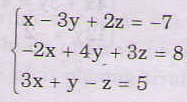 x – 3y + 2z = –7
–2x + 4y + 3z = 8
3x + y – z = 5